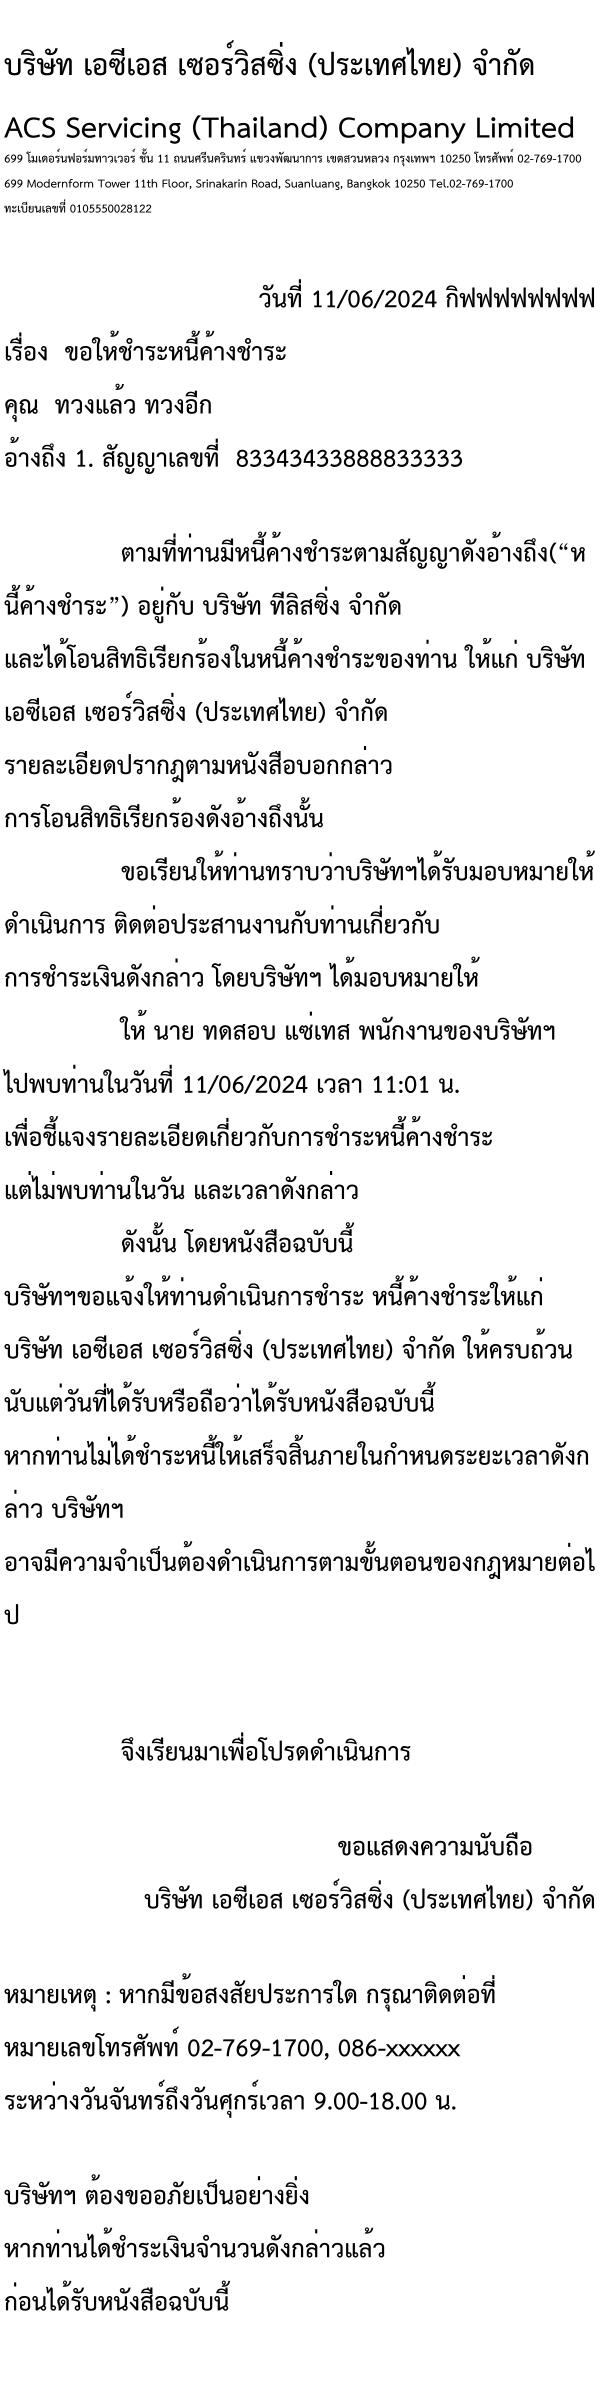 บริษัท เอซีเอส เซอร์วิสซิ่ง (ประเทศไทย) จำกัด
ACS Servicing (Thailand) Company Limited
699 โมเดอร์นฟอร์มทาวเวอร์ ชั้น 11 ถนนศรีนครินทร์ แขวงพัฒนาการ เขตสวนหลวง กรุงเทพฯ 10250 โทรศัพท์ 02-769-1700
699 Modernform Tower 11th Floor, Srinakarin Road, Suanluang, Bangkok 10250 Tel.02-769-1700
ทะเบียนเลขที่ 0105550028122
วันที่ 11/06/2024 กิฟฟฟฟฟฟฟฟ
เรื่อง ขอให้ชำระหนี้ค้างชำระ
คุณ ทวงแล้ว ทวงอีก
อ้างถึง 1. สัญญาเลขที่ 83343433888833333
ตามที่ท่านมีหนี้ค้างชำระตามสัญญาดังอ้างถึง(“ห
นี้ค้างชำระ”) อยู่กับ บริษัท ทีลิสซิ่ง จำกัด
และได้โอนสิทธิเรียกร้องในหนี้ค้างชำระของท่าน ให้แก่ บริษัท
เอซีเอส เซอร์วิสซิ่ง (ประเทศไทย) จำกัด
รายละเอียดปรากฎตามหนังสือบอกกล่าว
การโอนสิทธิเรียกร้องดังอ้างถึงนั้น
ขอเรียนให้ท่านทราบว่าบริษัทฯได้รับมอบหมายให้
ดำเนินการ ติดต่อประสานงานกับท่านเกี่ยวกับ
การชำระเงินดังกล่าว โดยบริษัทฯ ได้มอบหมายให้
ให้ นาย ทดสอบ แซ่เทส พนักงานของบริษัทฯ
ไปพบท่านในวันที่ 11/06/2024 เวลา 11:01 น.
เพื่อชี้แจงรายละเอียดเกี่ยวกับการชำระหนี้ค้างชำระ
แต่ไม่พบท่านในวัน และเวลาดังกล่าว
ดังนั้น โดยหนังสือฉบับนี้
บริษัทฯขอแจ้งให้ท่านดำเนินการชำระ หนี้ค้างชำระให้แก่
บริษัท เอซีเอส เซอร์วิสซิ่ง (ประเทศไทย) จำกัด ให้ครบถ้วน
นับแต่วันที่ได้รับหรือถือว่าได้รับหนังสือฉบับนี้
หากท่านไม่ได้ชำระหนี้ให้เสร็จสิ้นภายในกำหนดระยะเวลาดังก
ล่าว บริษัทฯ
อาจมีความจำเป็นต้องดำเนินการตามขั้นตอนของกฎหมายต่อไ
ป
จึงเรียนมาเพื่อโปรดดำเนินการ
ขอแสดงความนับถือ
บริษัท เอซีเอส เซอร์วิสซิ่ง (ประเทศไทย) จำกัด
หมายเหตุ : หากมีข้อสงสัยประการใด กรุณาติดต่อที่
หมายเลขโทรศัพท์ 02-769-1700, 086-xxxxxx
ระหว่างวันจันทร์ถึงวันศุกร์เวลา 9.00-18.00 น.
บริษัทฯ ต้องขออภัยเป็นอย่างยิ่ง
หากท่านได้ชำระเงินจำนวนดังกล่าวแล้ว
ก่อนได้รับหนังสือฉบับนี้